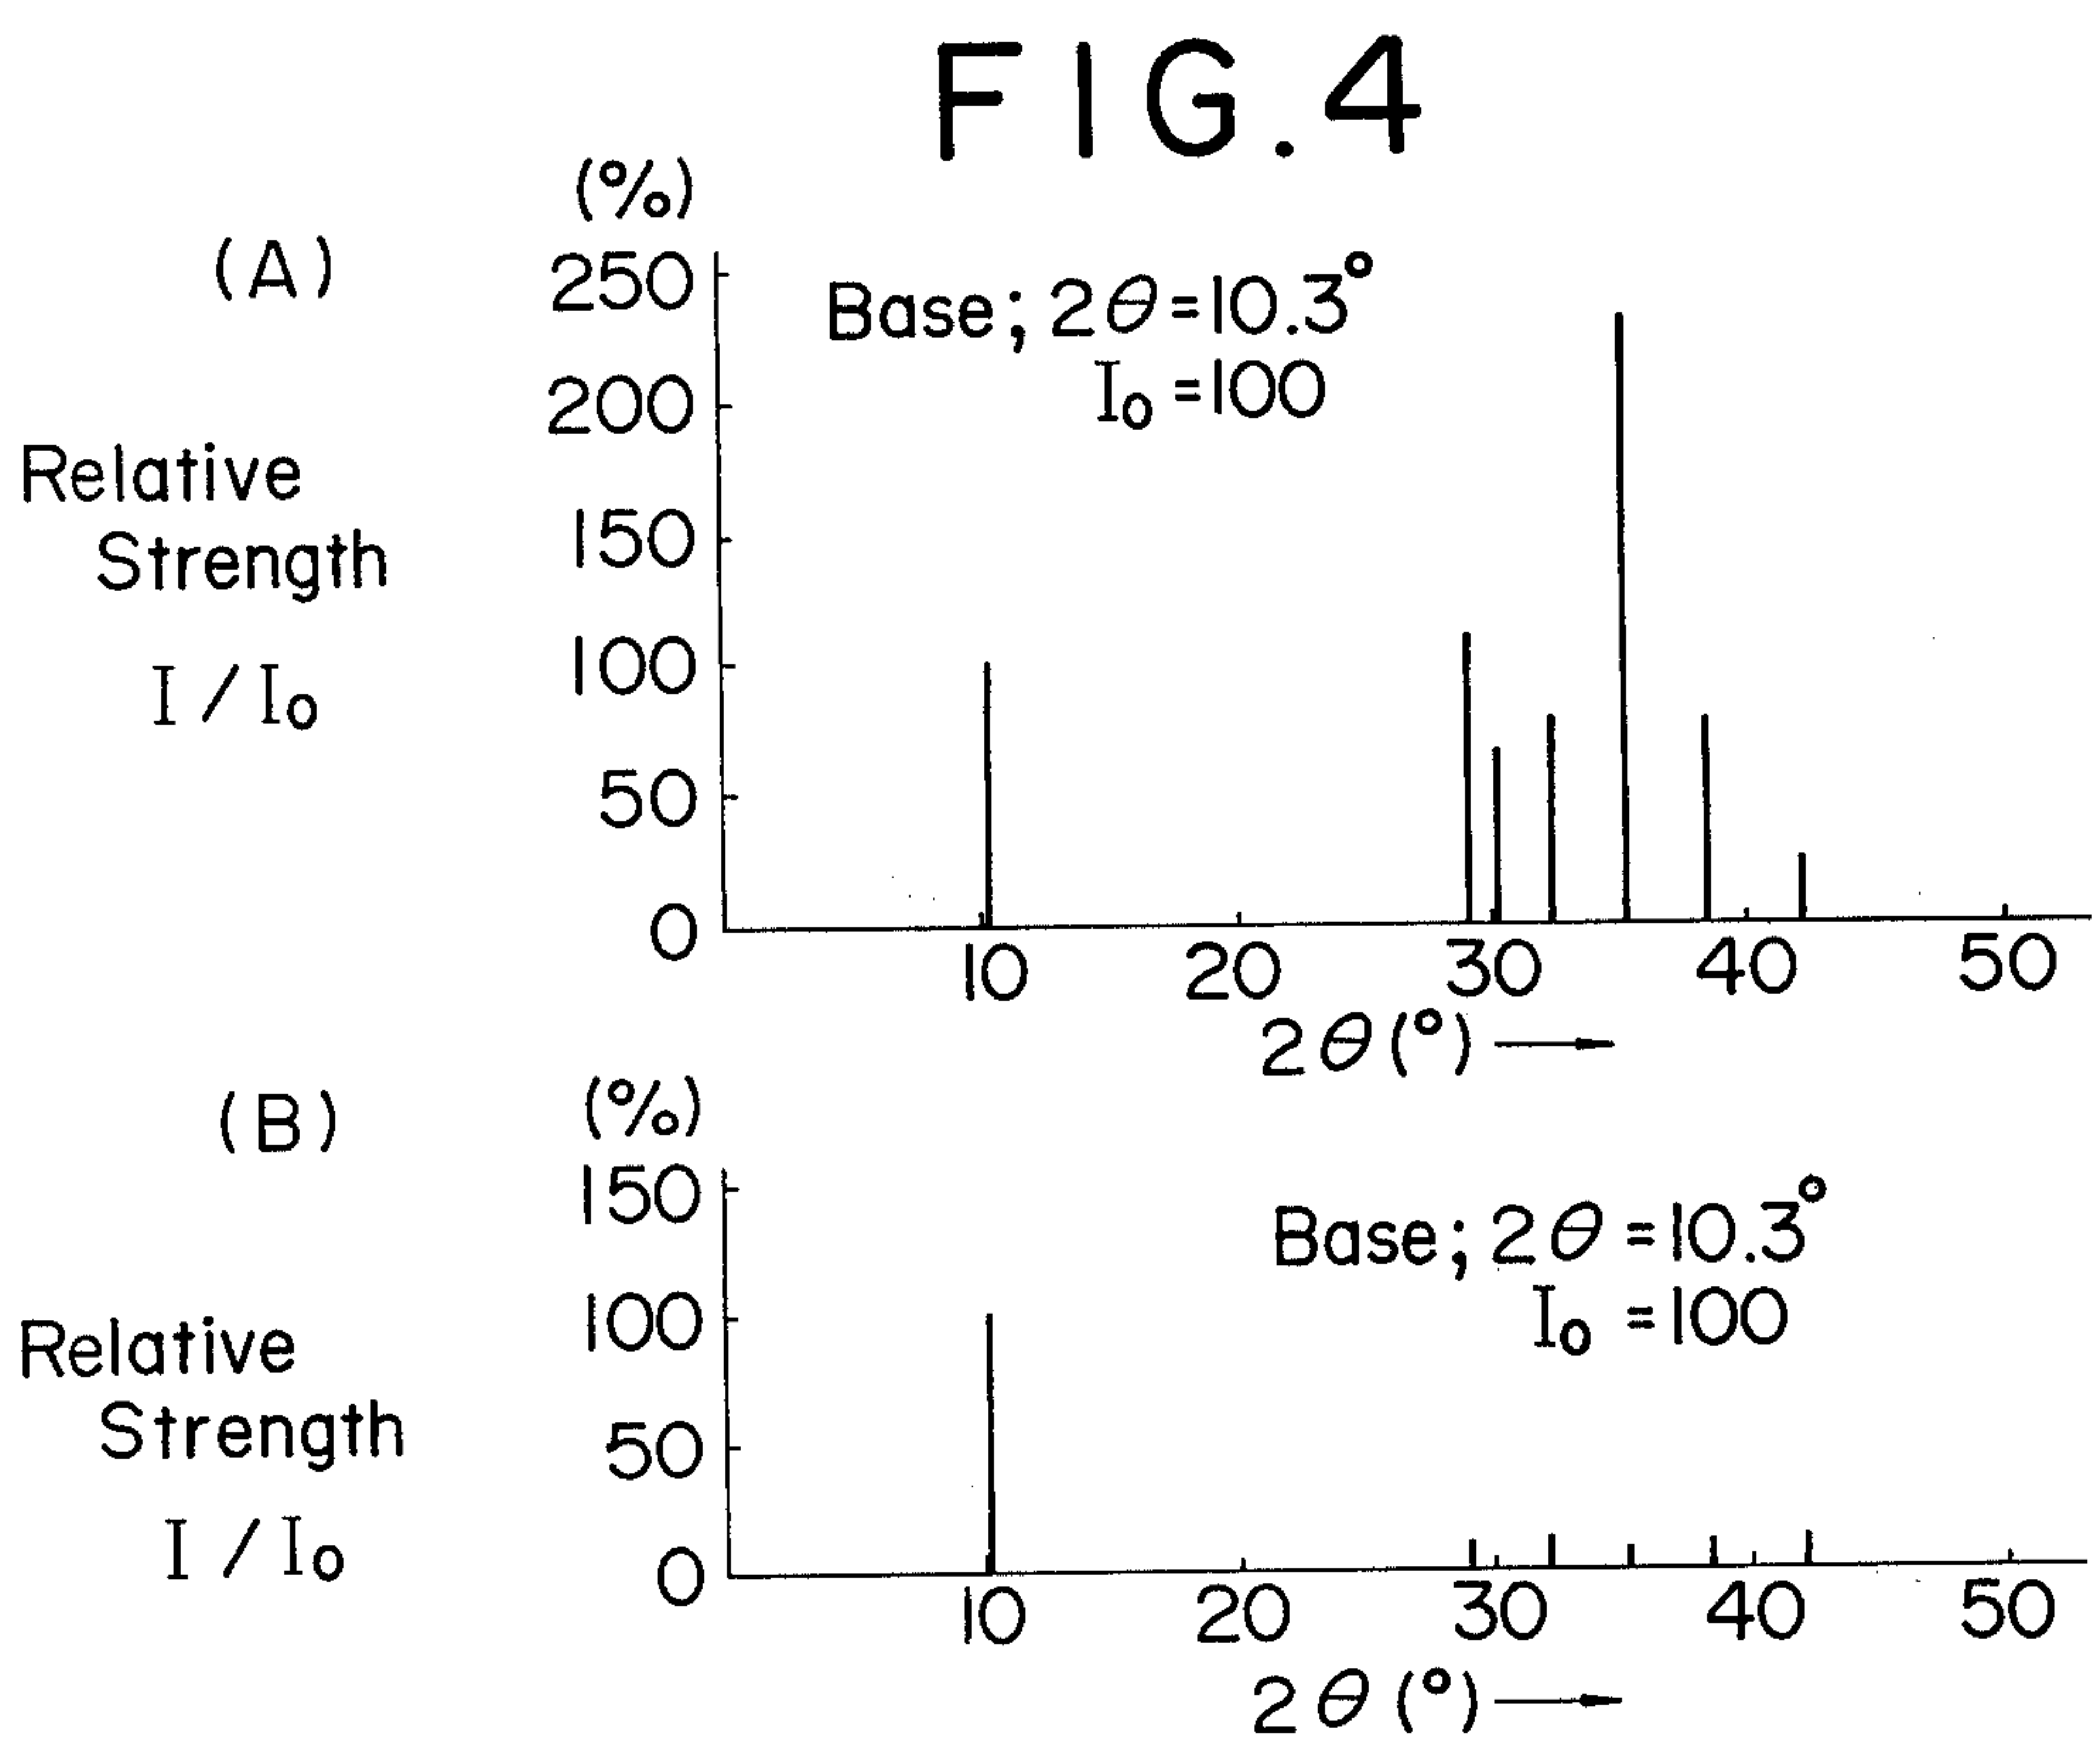 FIG.4
(%)
(A)
250
Base; 2θ=10.3°
I₀=100
200
Relative
Strength
I/I₀
150
100
50
0
10 20 30 40 50
2θ(°)
(B)
(%)
150
Base; 2θ=10.3°
I₀=100
100
Relative
Strength
I/I₀
50
0
10 20 30 40 50
2θ(°)